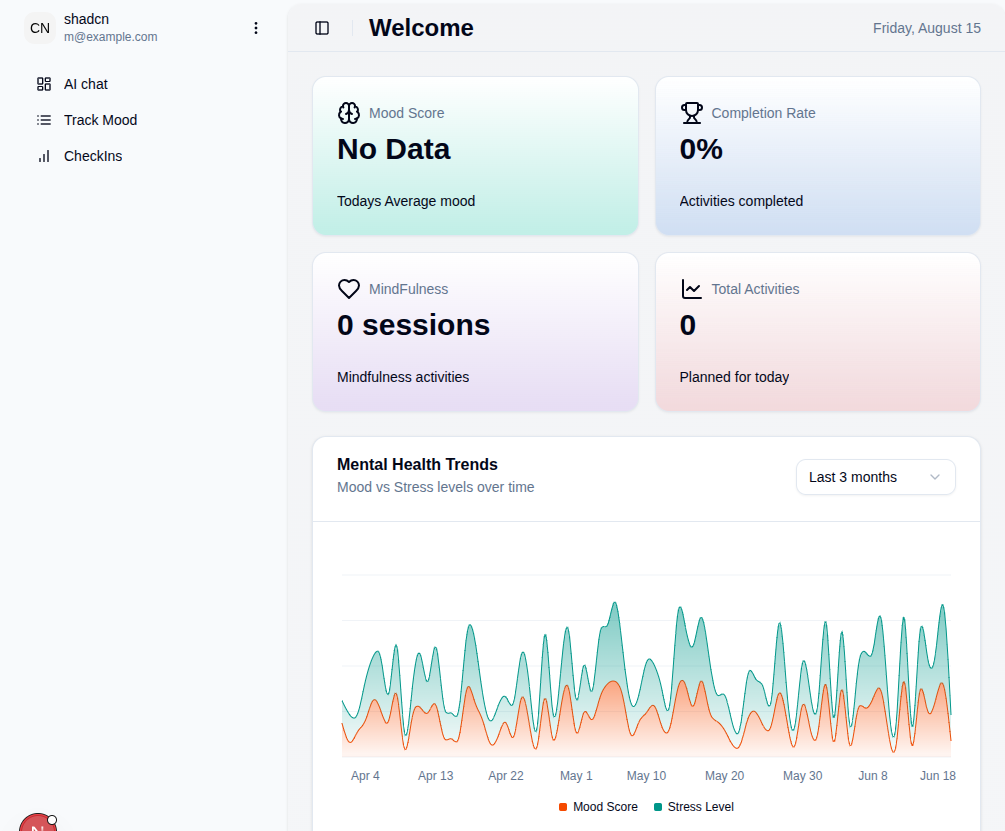 CN
shadcn
m@example.com
AI chat
Track Mood
CheckIns
Welcome
Friday, August 15
Mood Score
No Data
Todays Average mood
Completion Rate
0%
Activities completed
MindFulness
0 sessions
Mindfulness activities
Total Activities
0
Planned for today
Mental Health Trends
Mood vs Stress levels over time
Last 3 months
Apr 4 Apr 13 Apr 22 May 1 May 10 May 20 May 30 Jun 8 Jun 18
Mood Score Stress Level
N